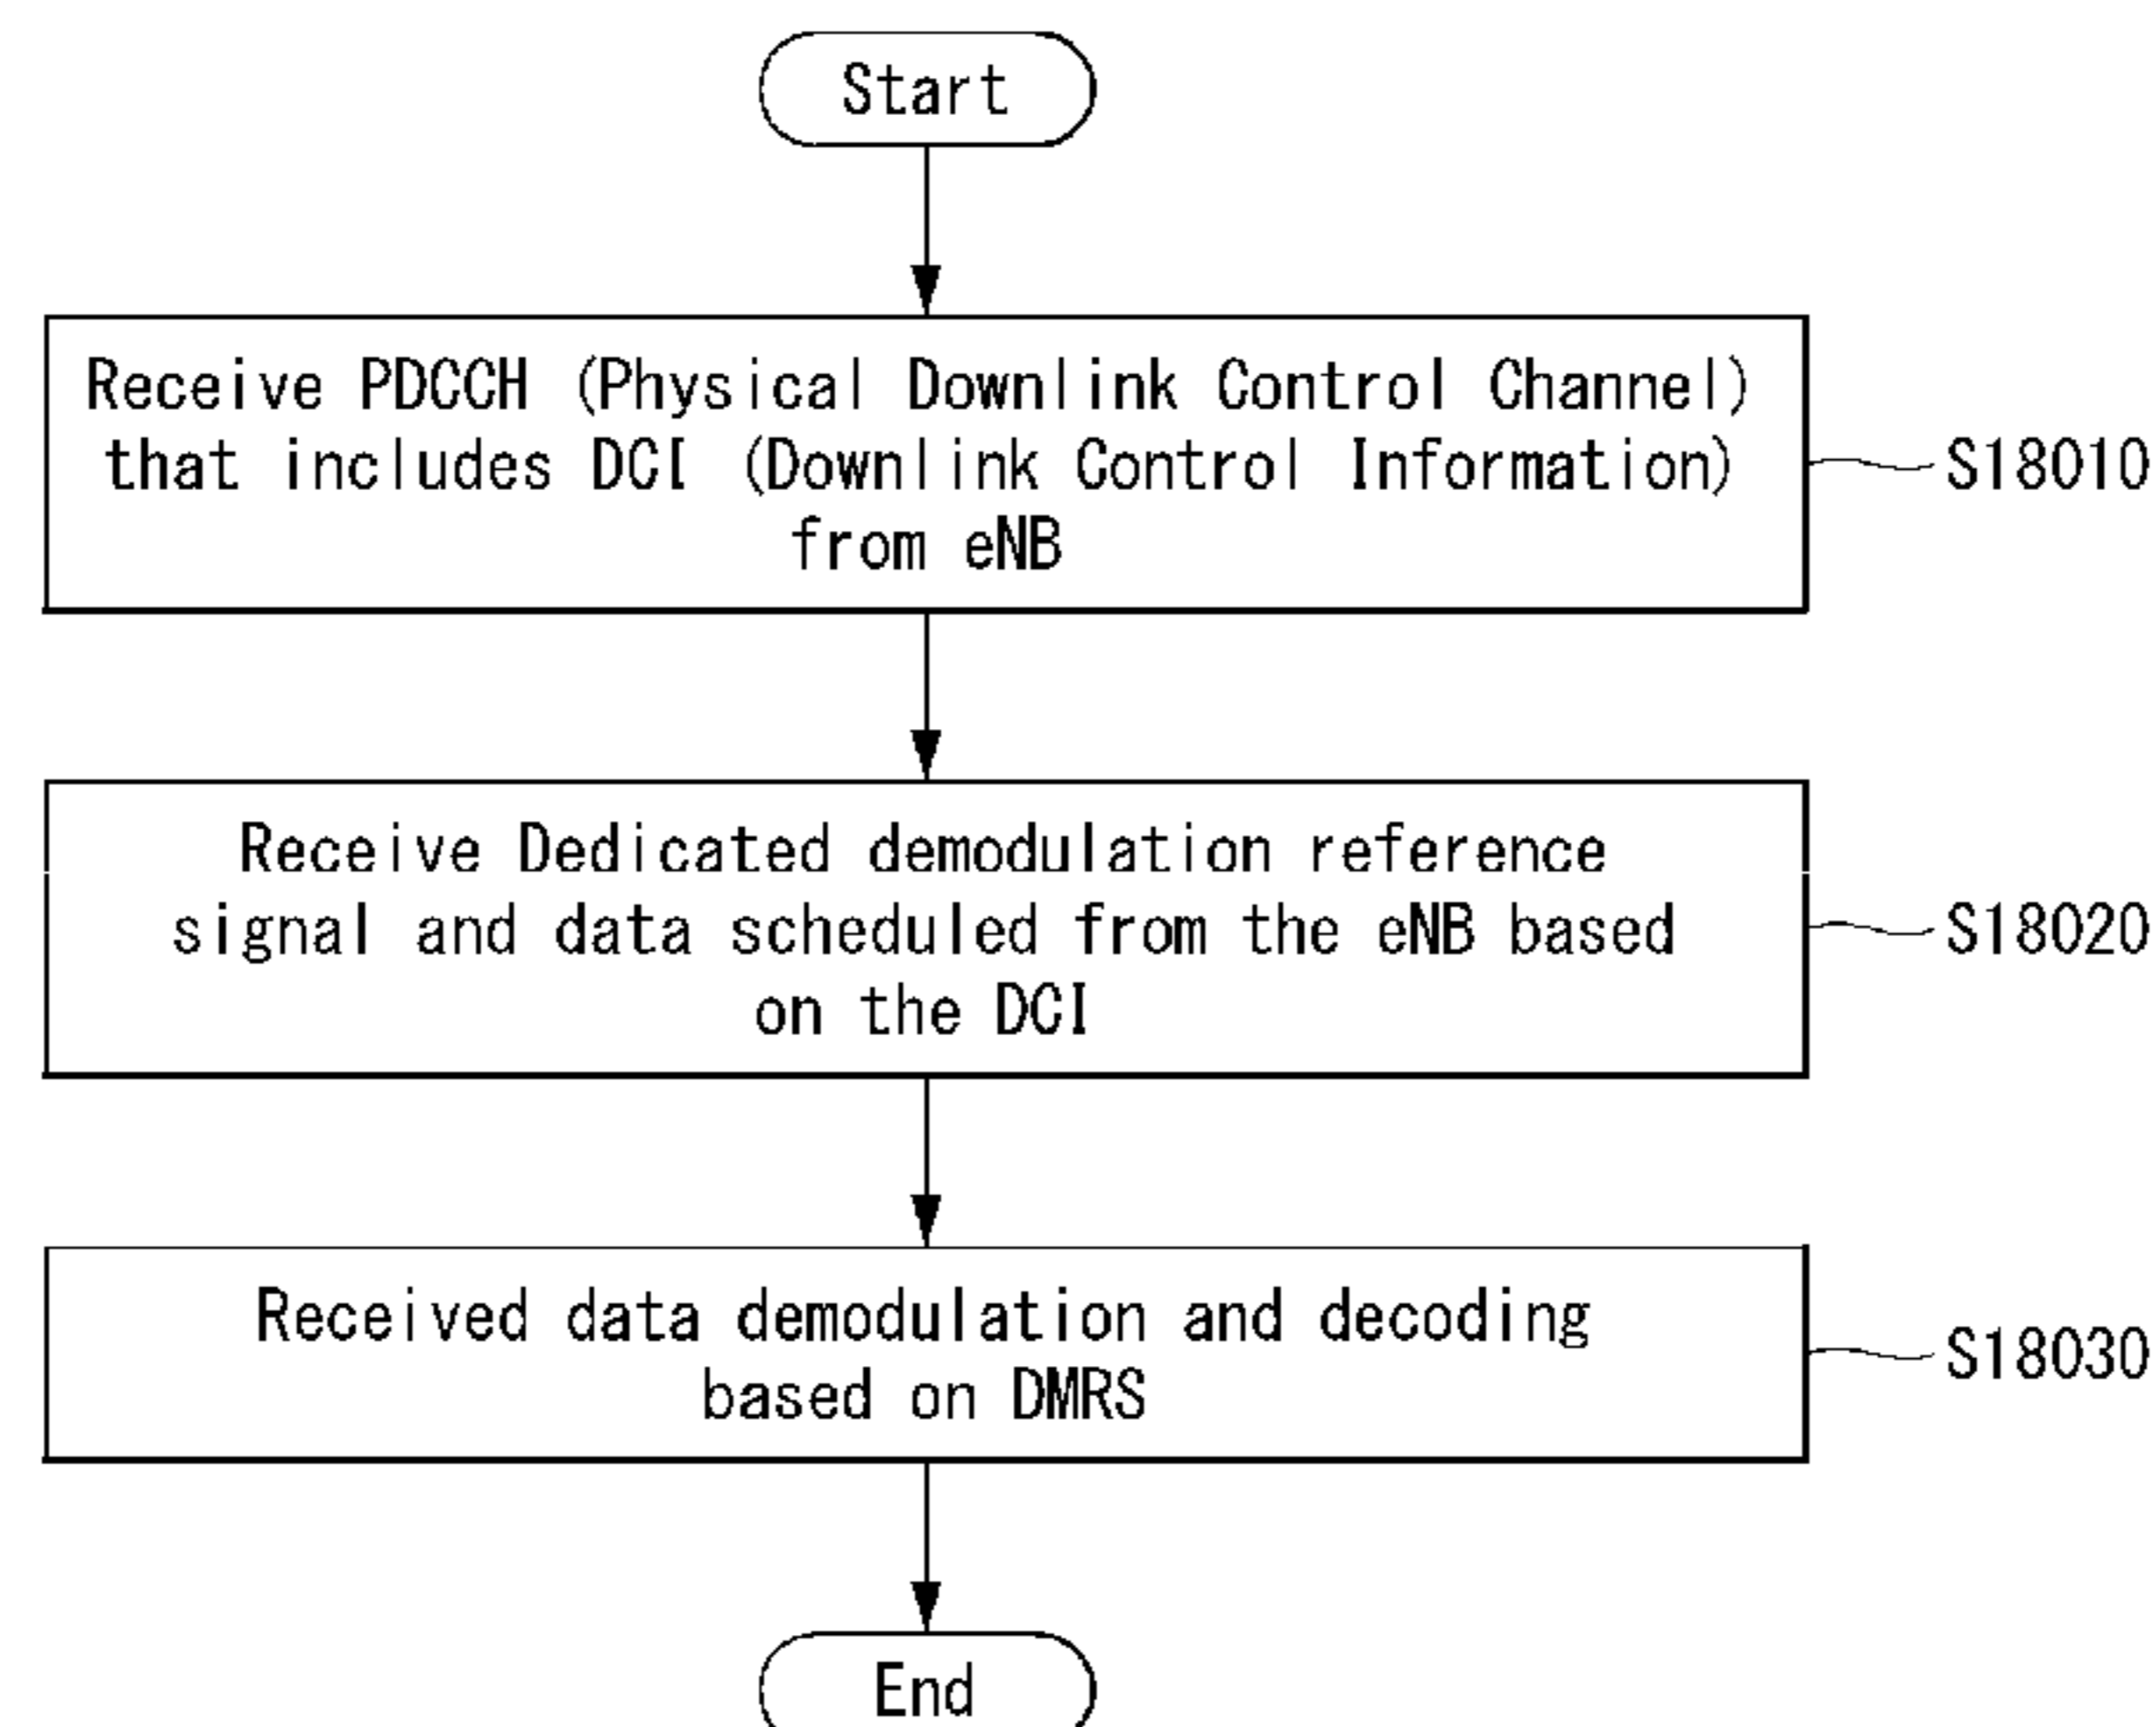 Start
Receive PDCCH (Physical Downlink Control Channel)
that includes DCI (Downlink Control Information)
from eNB
S18010
Receive Dedicated demodulation reference
signal and data scheduled from the eNB based
on the DCI
S18020
Received data demodulation and decoding
based on DMRS
S18030
End